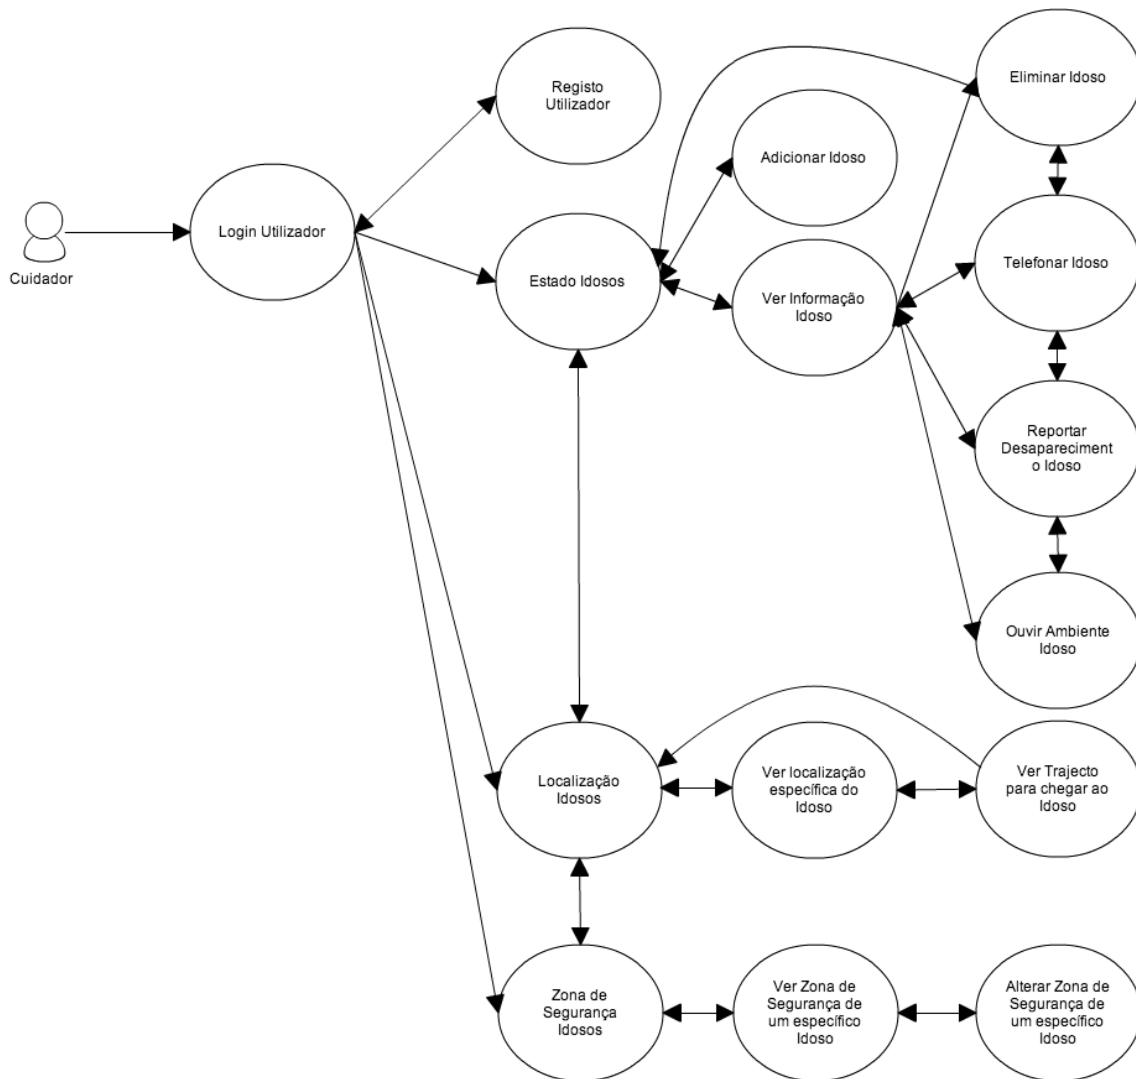 Cuidador
Login Utilizador
Registo
Utilizador
Estado Idosos
Adicionar Idoso
Ver Informação
Idoso
Eliminar Idoso
Telefonar Idoso
Reportar
Desapareciment
o Idoso
Ouvir Ambiente
Idoso
Localização
Idosos
Ver localização
específica do
Idoso
Ver Trajecto
para chegar ao
Idoso
Zona de
Segurança
Idosos
Ver Zona de
Segurança de
um específico
Idoso
Alterar Zona de
Segurança de
um específico
Idoso